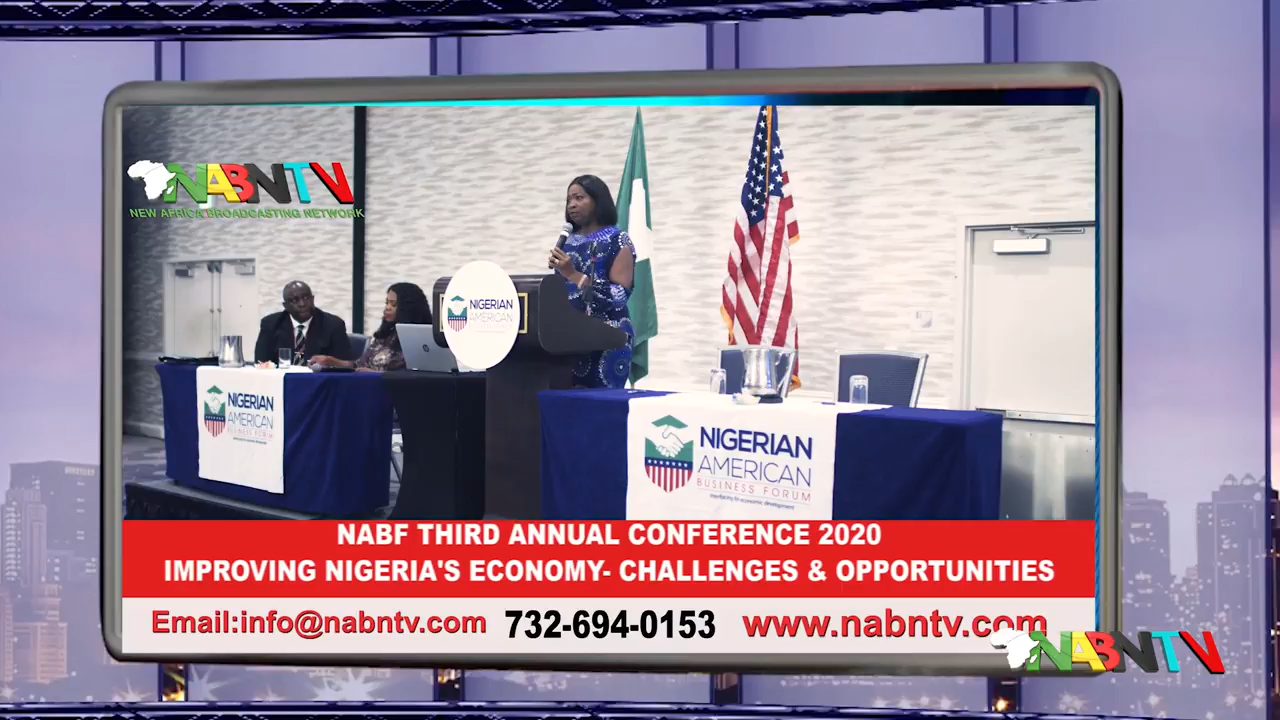 NABNTV
NEW AFRICA BROADCASTING NETWORK
NIGERIAN
AMERICAN
NIGERIAN
AMERICAN
BUSINESS FORUM
NIGERIAN
AMERICAN
BUSINESS FORUM
NABF THIRD ANNUAL CONFERENCE 2020
IMPROVING NIGERIA'S ECONOMY- CHALLENGES & OPPORTUNITIES
Email:info@nabntv.com 732-694-0153 www.nabntv.com
NABNTV